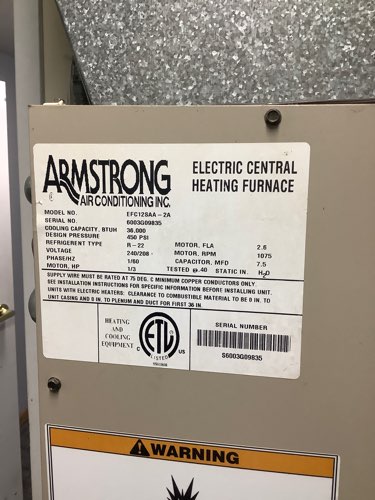 ARMSTRONG
AIR CONDITIONING INC.
ELECTRIC CENTRAL
HEATING FURNACE
MODEL NO. EFC12SAA-2A
SERIAL NO. 6003G09835
COOLING CAPACITY, BTUH 36,000
DESIGN PRESSURE 450 PSI
REFRIGERENT TYPE R-22 MOTOR, FLA 2.6
VOLTAGE 240/208 MOTOR, RPM 1075
PHASE/HZ 1/60 CAPACITOR, MFD 7.5
MOTOR, HP 1/3 TESTED @ .40 STATIC IN. H2O
SUPPLY WIRE MUST BE RATED AT 75 DEG. C MINIMUM COPPER CONDUCTORS ONLY.
SEE INSTALLATION INSTRUCTIONS FOR SPECIFIC INFORMATION BEFORE INSTALLING UNIT.
UNITS WITH ELECTRIC HEATERS: CLEARANCE TO COMBUSTIBLE MATERIAL TO BE 0 IN. TO
UNIT CASING AND 0 IN. TO PLENUM AND DUCT FOR FIRST 36 IN.
HEATING
AND
COOLING
EQUIPMENT
C ETL US
LISTED
SERIAL NUMBER
S6003G09835
WARNING